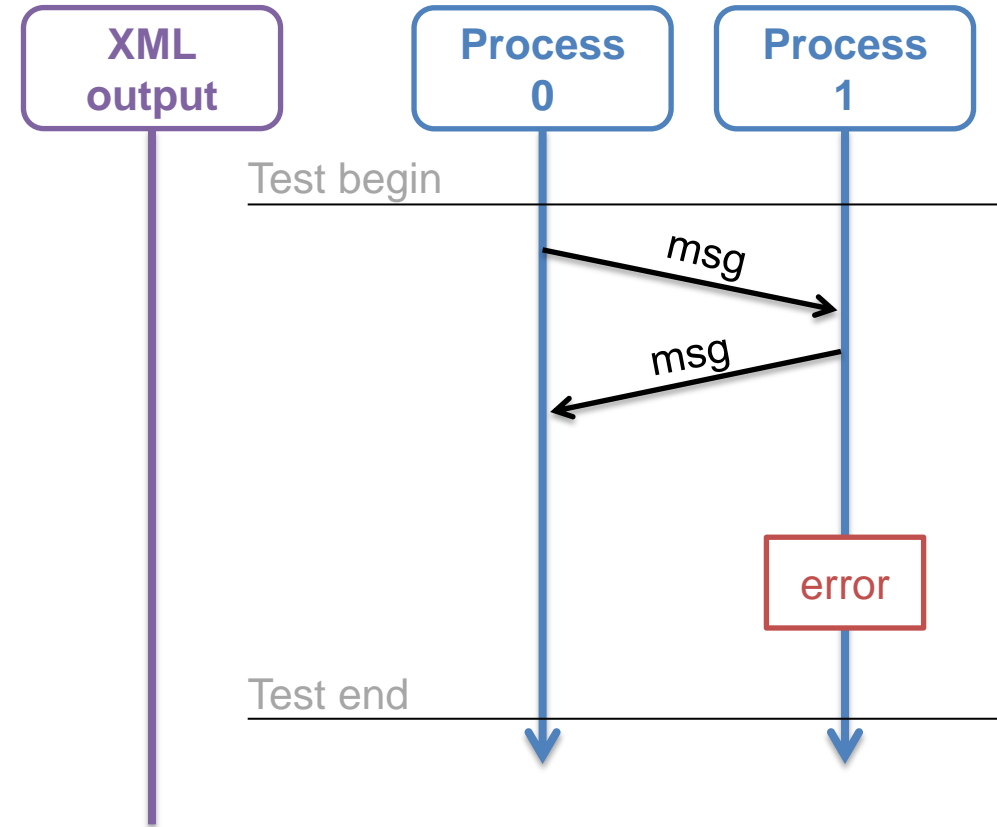 XML
output
Process
0
Process
1
Test begin
msg
msg
error
Test end